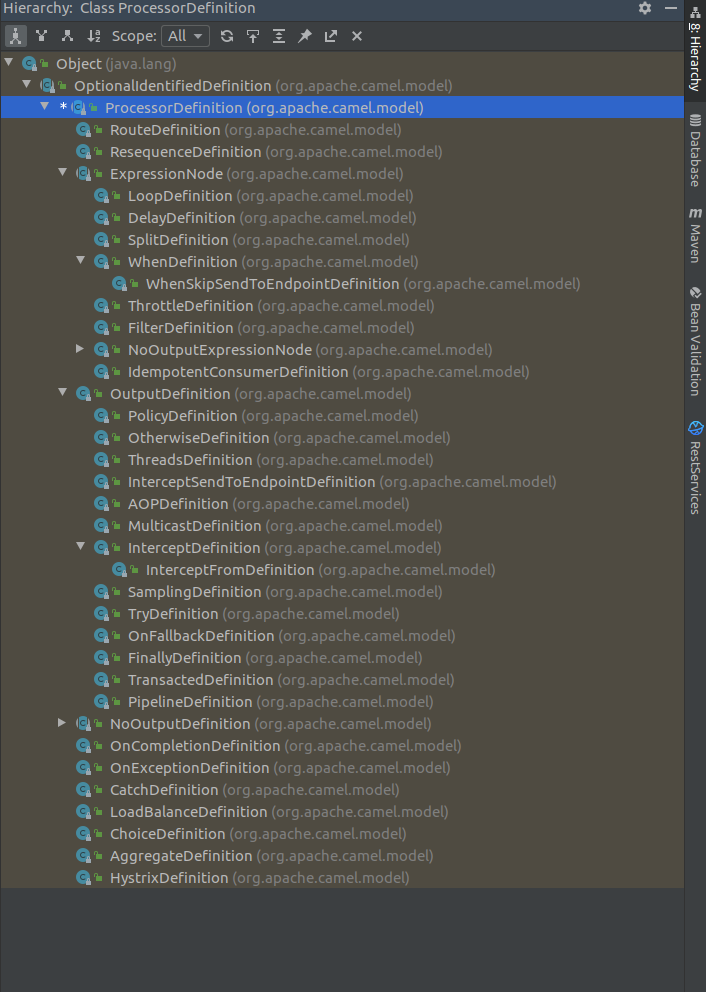 Hierarchy: Class ProcessorDefinition
Scope: All
Object (java.lang)
OptionalIdentifiedDefinition (org.apache.camel.model)
* ProcessorDefinition (org.apache.camel.model)
RouteDefinition (org.apache.camel.model)
ResequenceDefinition (org.apache.camel.model)
ExpressionNode (org.apache.camel.model)
LoopDefinition (org.apache.camel.model)
DelayDefinition (org.apache.camel.model)
SplitDefinition (org.apache.camel.model)
WhenDefinition (org.apache.camel.model)
WhenSkipSendToEndpointDefinition (org.apache.camel.model)
ThrottleDefinition (org.apache.camel.model)
FilterDefinition (org.apache.camel.model)
NoOutputExpressionNode (org.apache.camel.model)
IdempotentConsumerDefinition (org.apache.camel.model)
OutputDefinition (org.apache.camel.model)
PolicyDefinition (org.apache.camel.model)
OtherwiseDefinition (org.apache.camel.model)
ThreadsDefinition (org.apache.camel.model)
InterceptSendToEndpointDefinition (org.apache.camel.model)
AOPDefinition (org.apache.camel.model)
MulticastDefinition (org.apache.camel.model)
InterceptDefinition (org.apache.camel.model)
InterceptFromDefinition (org.apache.camel.model)
SamplingDefinition (org.apache.camel.model)
TryDefinition (org.apache.camel.model)
OnFallbackDefinition (org.apache.camel.model)
FinallyDefinition (org.apache.camel.model)
TransactedDefinition (org.apache.camel.model)
PipelineDefinition (org.apache.camel.model)
NoOutputDefinition (org.apache.camel.model)
OnCompletionDefinition (org.apache.camel.model)
OnExceptionDefinition (org.apache.camel.model)
CatchDefinition (org.apache.camel.model)
LoadBalanceDefinition (org.apache.camel.model)
ChoiceDefinition (org.apache.camel.model)
AggregateDefinition (org.apache.camel.model)
HystrixDefinition (org.apache.camel.model)
8: Hierarchy
Database
Maven
Bean Validation
RestServices